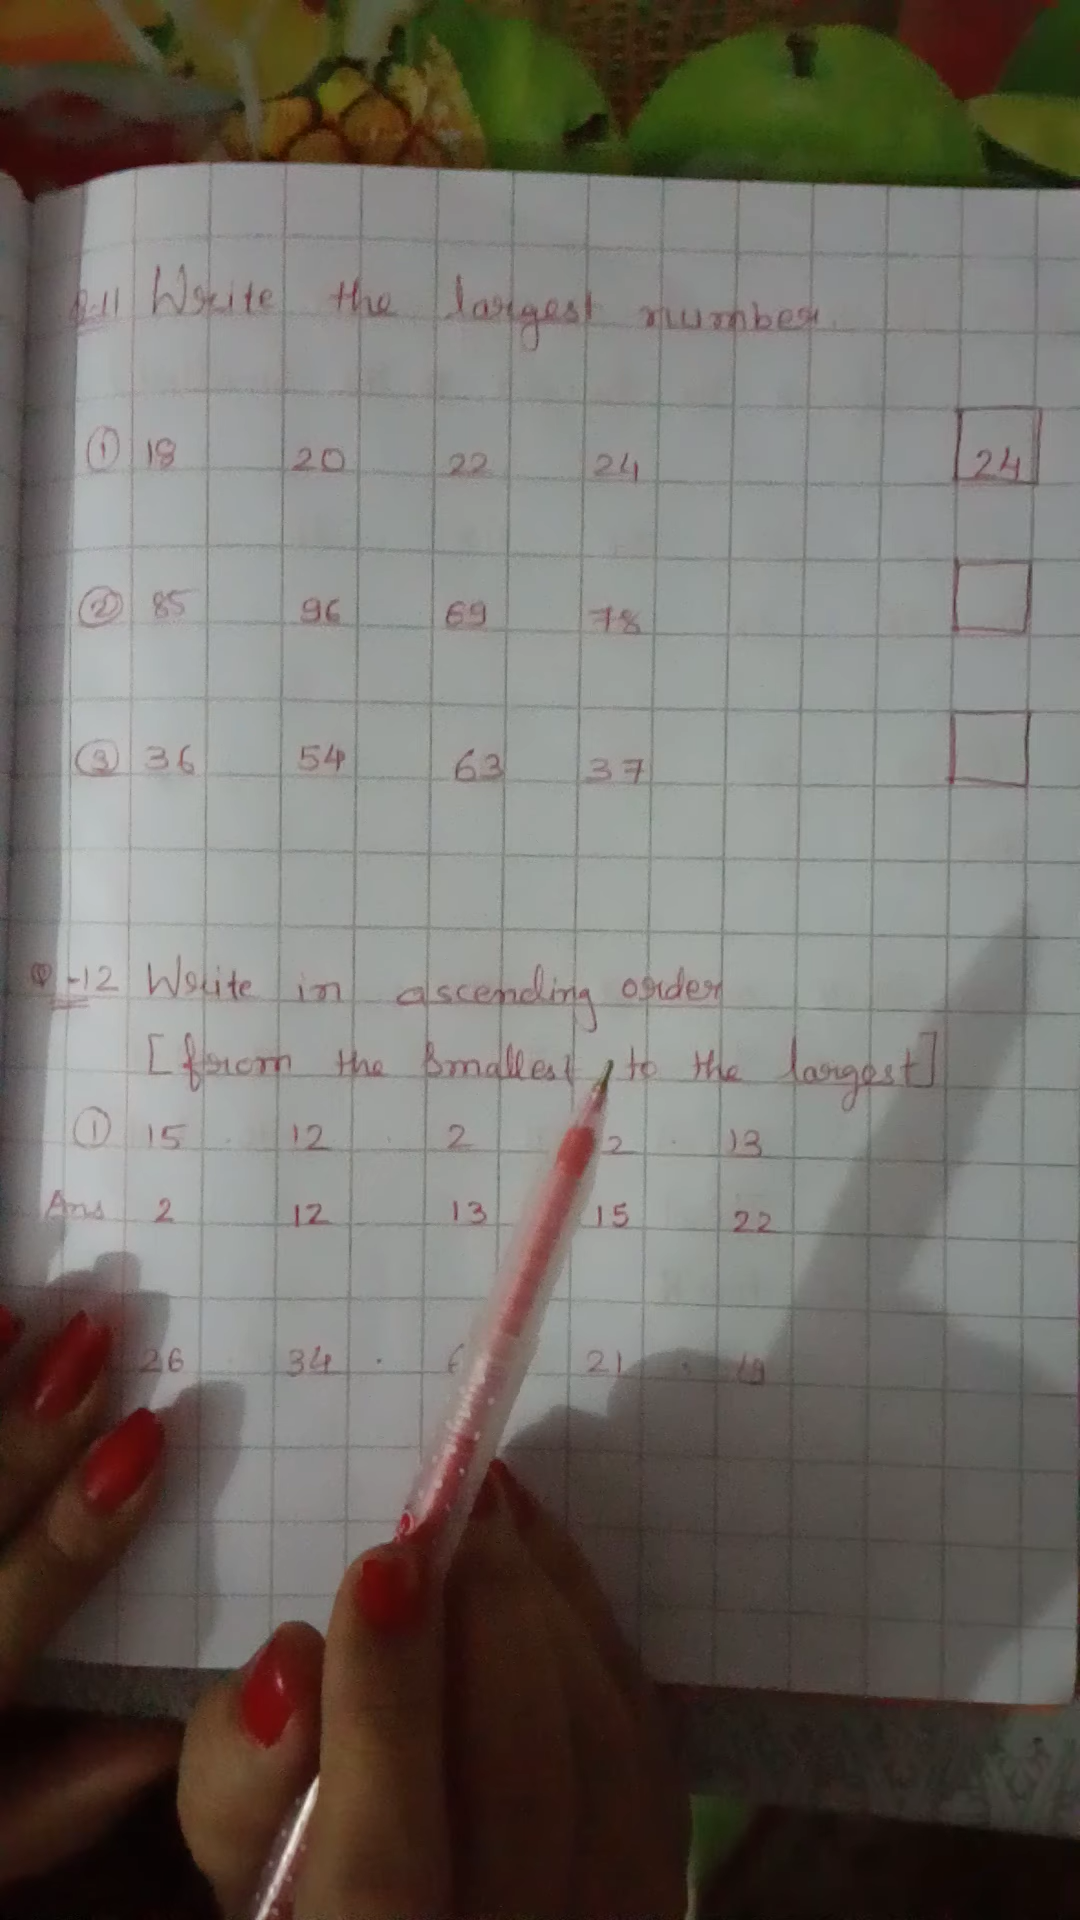 Q-11 Write the largest number.
① 18 20 22 24 24
② 85 96 69 78
③ 36 54 63 37
Q-12 Write in ascending order
[from the smallest to the largest]
① 15 12 2 2 13
Ans 2 12 13 15 22
26 34 21 19